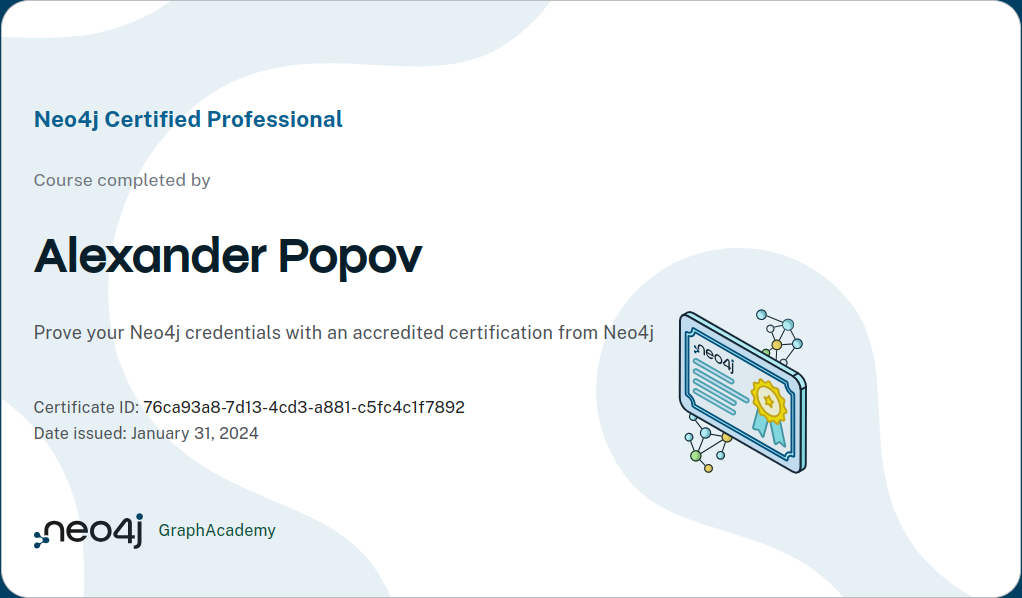 Neo4j Certified Professional
Course completed by
Alexander Popov
Prove your Neo4j credentials with an accredited certification from Neo4j
neo4j
Certificate ID: 76ca93a8-7d13-4cd3-a881-c5fc4c1f7892
Date issued: January 31, 2024
neo4j GraphAcademy